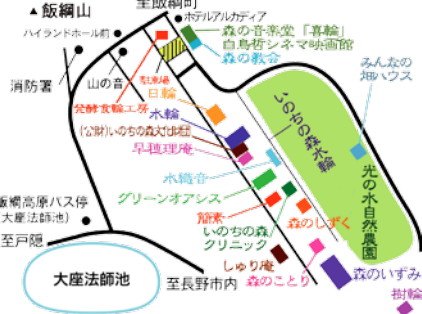 至飯綱町
▲飯綱山
ホテルアルカディア
ハイランドホール前
森の音楽堂「喜輪」
白鳥哲シネマ映画館
森の教会
みんなの
畑ハウス
消防署
山の音
駐車場
発酵食輪工房
日輪
水輪
(公財)いのちの森文化財団
早穂理庵
いのちの森水輪
水織音
光の水自然農園
グリーンオアシス
簡素
いのちの森
クリニック
森のしずく
飯綱高原バス停
(大座法師池)
至戸隠
大座法師池
至長野市内
しゅり庵
森のことり
森のいずみ
樹輪